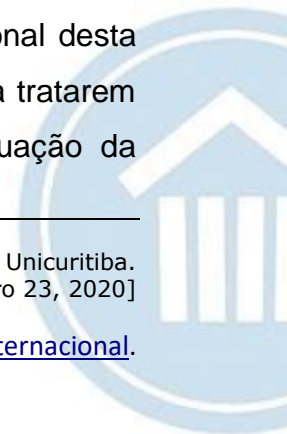 onal desta
a tratarem
uação da
Unicuritiba.
ro 23, 2020]
ternacional.